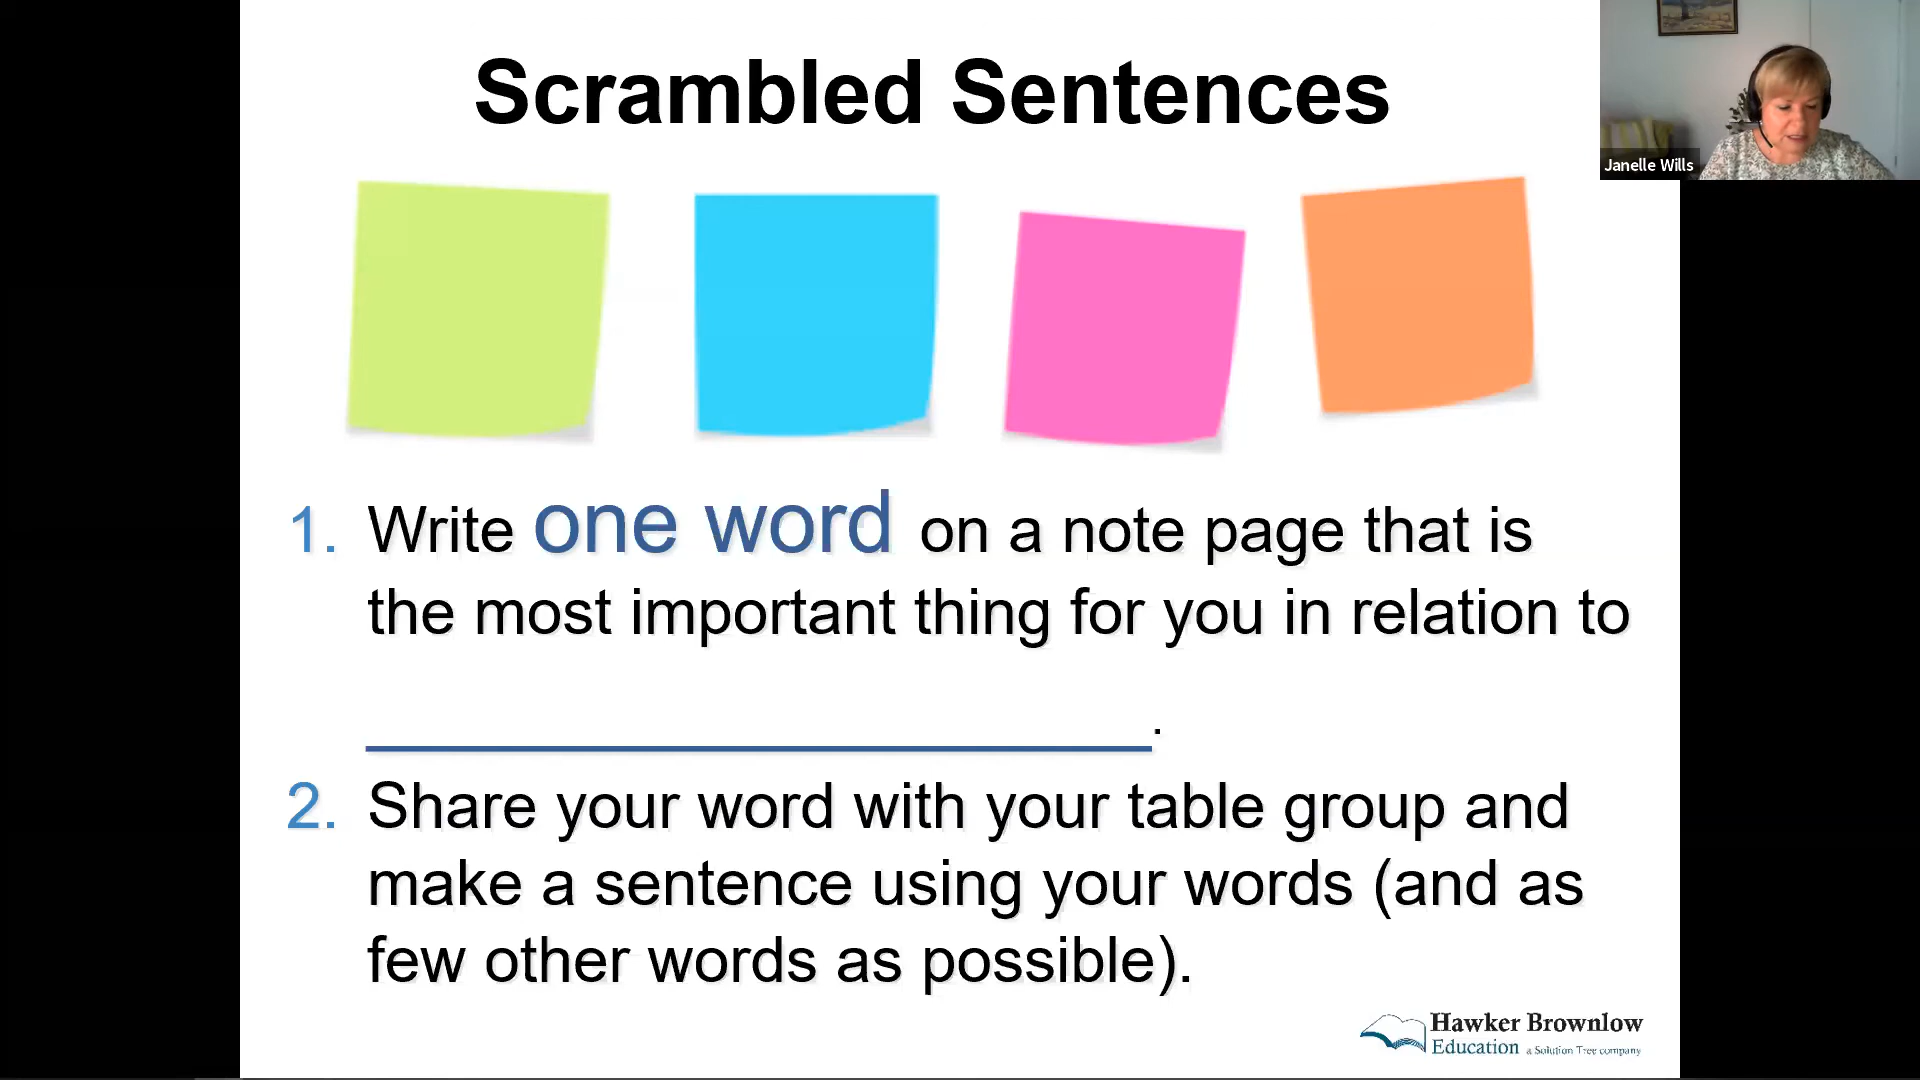 Scrambled Sentences
Janelle Wills
1. Write one word on a note page that is
the most important thing for you in relation to
.
2. Share your word with your table group and
make a sentence using your words (and as
few other words as possible).
Hawker Brownlow
Education a Solution Tree company